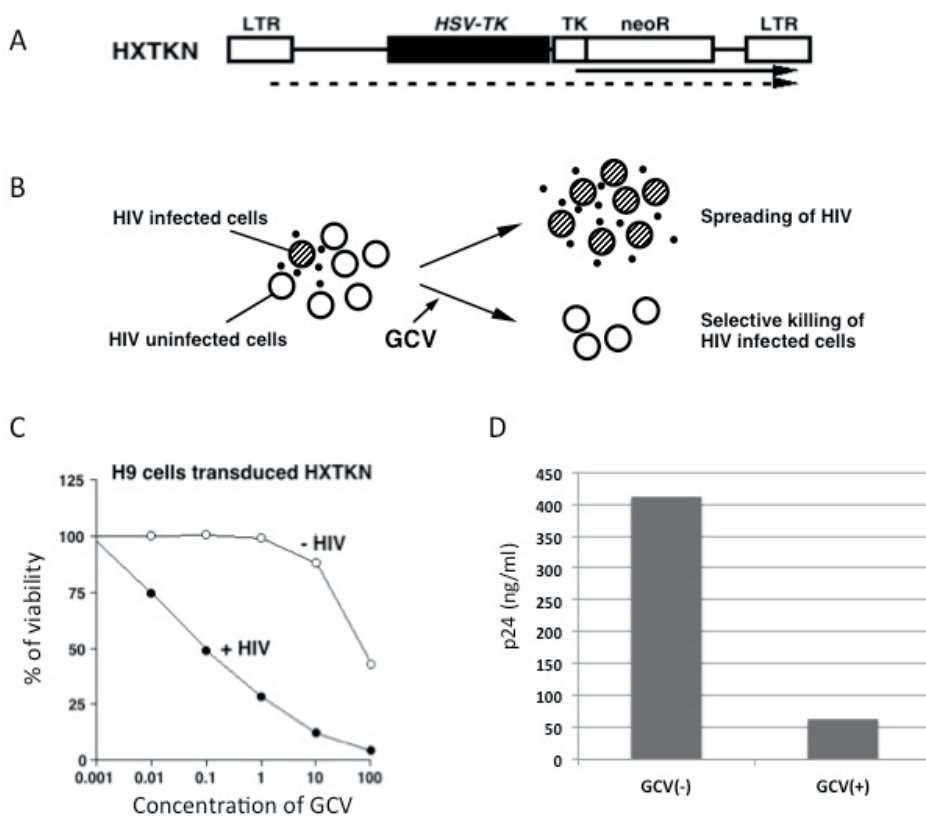 A
LTR HSV-TK TK neoR LTR
HXTKN
B
HIV infected cells
HIV uninfected cells
GCV
Spreading of HIV
Selective killing of
HIV infected cells
C
H9 cells transduced HXTKN
% of viability
125
100
75
50
25
0
- HIV
+ HIV
0.001 0.01 0.1 1 10 100
Concentration of GCV
D
p24 (ng/ml)
450
400
350
300
250
200
150
100
50
0
GCV(-) GCV(+)